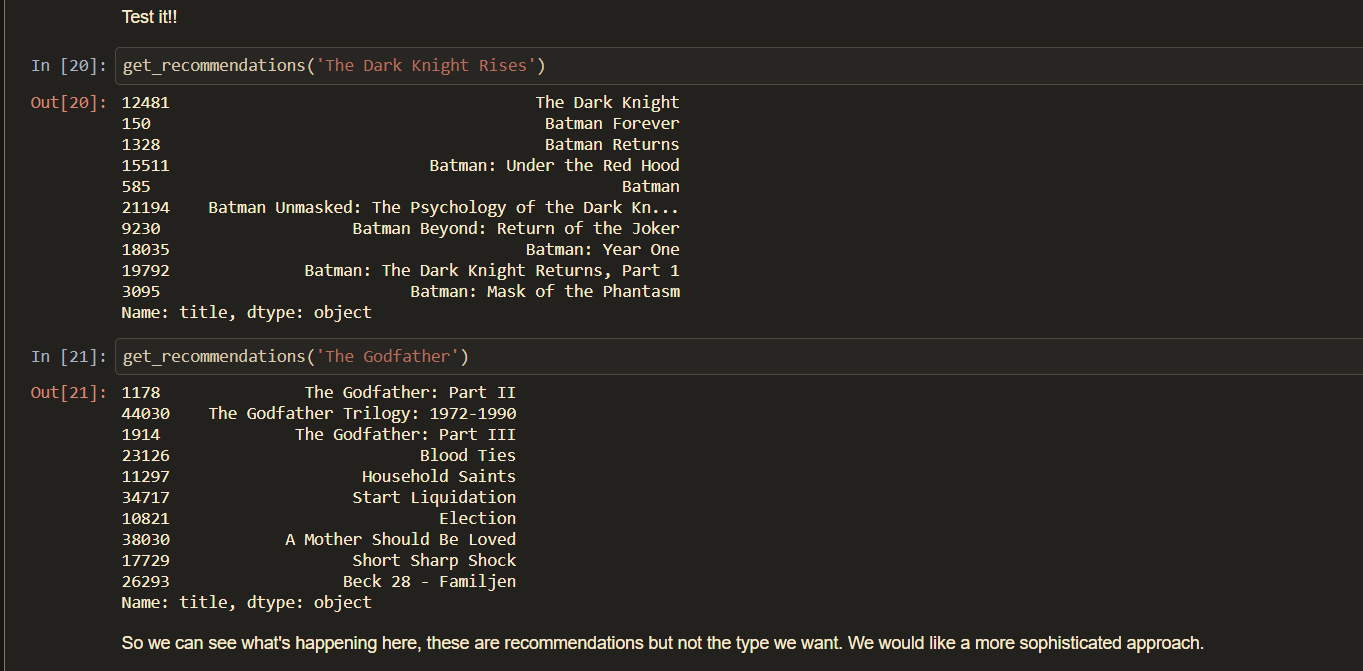 Test it!!
In [20]: get_recommendations('The Dark Knight Rises')
Out[20]: 12481 The Dark Knight
150 Batman Forever
1328 Batman Returns
15511 Batman: Under the Red Hood
585 Batman
21194 Batman Unmasked: The Psychology of the Dark Kn...
9230 Batman Beyond: Return of the Joker
18035 Batman: Year One
19792 Batman: The Dark Knight Returns, Part 1
3095 Batman: Mask of the Phantasm
Name: title, dtype: object
In [21]: get_recommendations('The Godfather')
Out[21]: 1178 The Godfather: Part II
44030 The Godfather Trilogy: 1972-1990
1914 The Godfather: Part III
23126 Blood Ties
11297 Household Saints
34717 Start Liquidation
10821 Election
38030 A Mother Should Be Loved
17729 Short Sharp Shock
26293 Beck 28 - Familjen
Name: title, dtype: object
So we can see what's happening here, these are recommendations but not the type we want. We would like a more sophisticated approach.